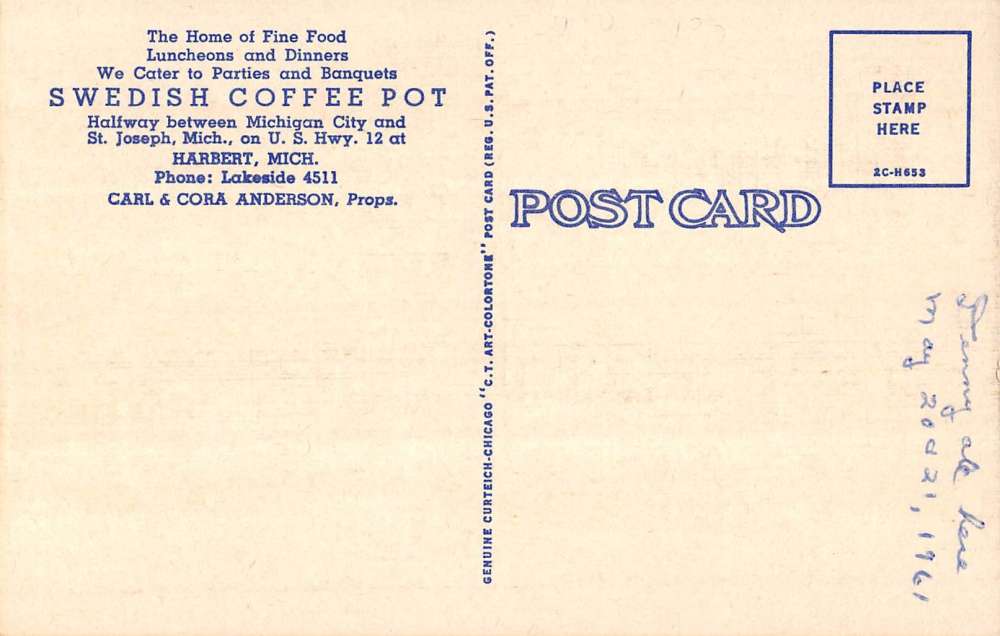 The Home of Fine Food
Luncheons and Dinners
We Cater to Parties and Banquets
SWEDISH COFFEE POT
Halfway between Michigan City and
St. Joseph, Mich., on U. S. Hwy. 12 at
HARBERT, MICH.
Phone: Lakeside 4511
CARL & CORA ANDERSON, Props.
GENUINE CURTEICH-CHICAGO "C.T. ART-COLORTONE" POST CARD (REG. U.S. PAT. OFF.)
POST CARD
PLACE
STAMP
HERE
2C-H653
ate here
May 20 a 21, 1961